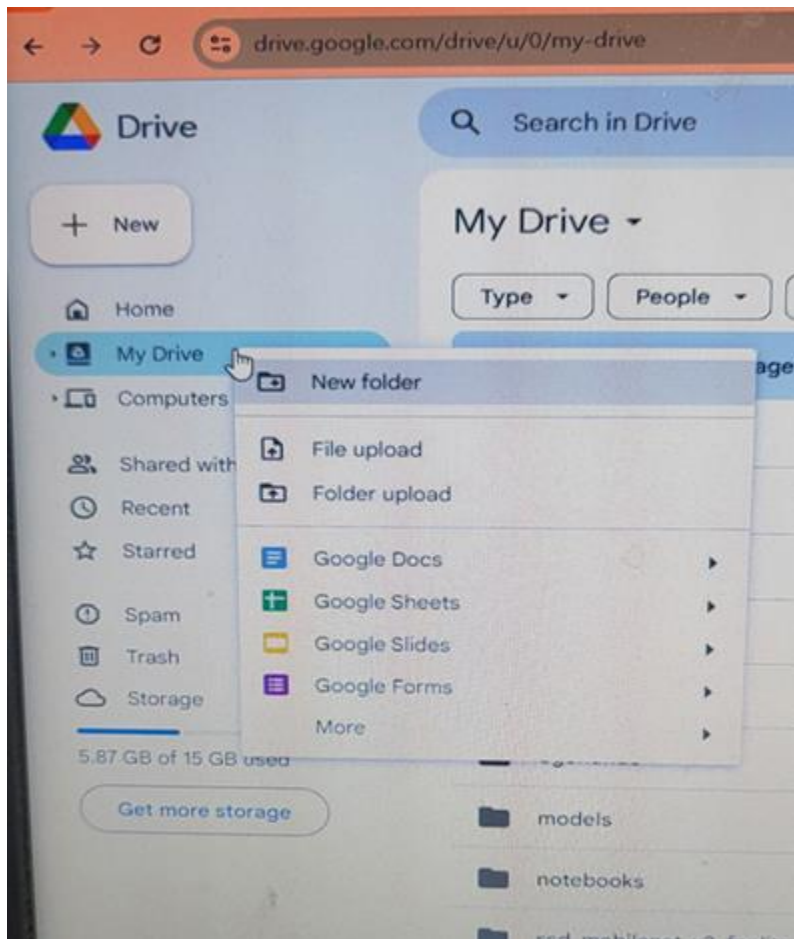 drive.google.com/drive/u/0/my-drive
Drive
Search in Drive
New
My Drive
Type
People
Home
My Drive
Computers
New folder
File upload
Shared with
Folder upload
Recent
Starred
Google Docs
Google Sheets
Spam
Google Slides
Trash
Google Forms
Storage
More
5.87 GB of 15 GB used
Get more storage
models
notebooks